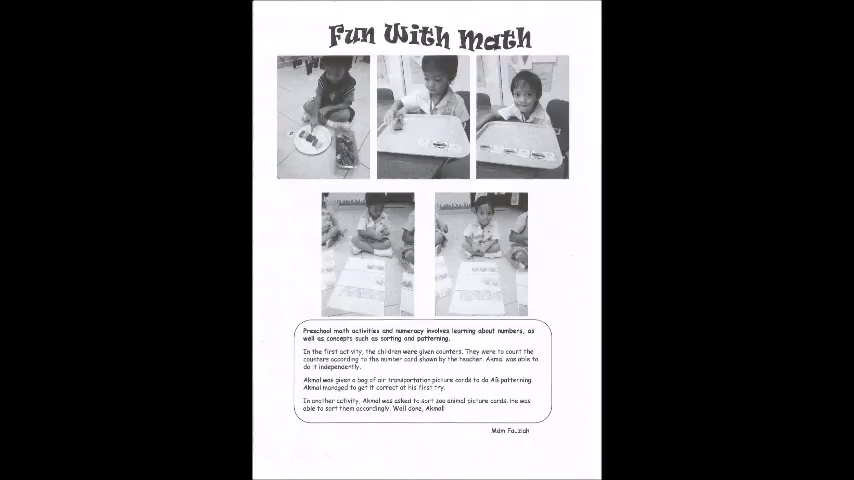 Fun With Math
Preschool math activities and numeracy involves learning about numbers, as
well as concepts such as sorting and patterning.
In the first activity, the children were given counters. They were to count the
counters according to the number card shown by the teacher. Akmal was able to
do it independently.
Akmal was given a bag of air transportation picture cards to do AB patterning.
Akmal managed to get it correct at his first try.
In another activity, Akmal was asked to sort zoo animal picture cards. He was
able to sort them accordingly. Well done, Akmal!
Mdm Fauziah